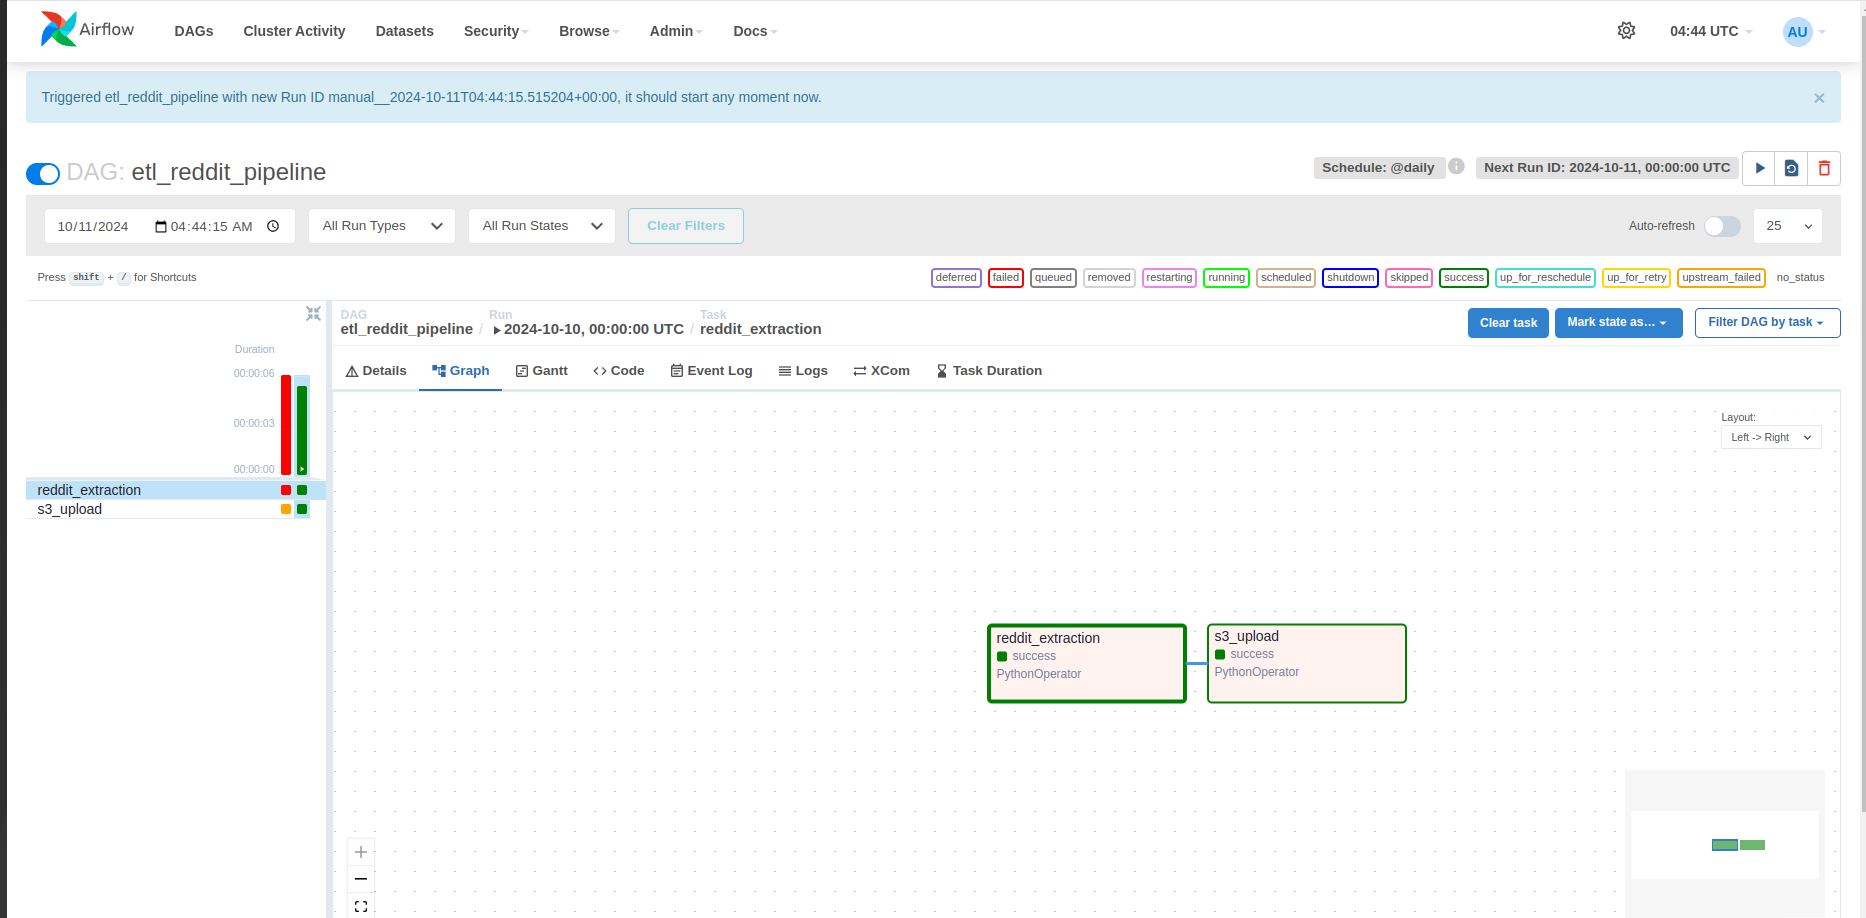 Airflow DAGs Cluster Activity Datasets Security Browse Admin Docs 04:44 UTC AU
Triggered etl_reddit_pipeline with new Run ID manual__2024-10-11T04:44:15.515204+00:00, it should start any moment now. ×
DAG: etl_reddit_pipeline Schedule: @daily i Next Run ID: 2024-10-11, 00:00:00 UTC
10/11/2024 04:44:15 AM All Run Types All Run States Clear Filters Auto-refresh 25
Press shift + / for Shortcuts deferred failed queued removed restarting running scheduled shutdown skipped success up_for_reschedule up_for_retry upstream_failed no_status
DAG Run Task
etl_reddit_pipeline / 2024-10-10, 00:00:00 UTC / reddit_extraction Clear task Mark state as… Filter DAG by task
Duration
00:00:06
00:00:03
00:00:00
reddit_extraction
s3_upload
Details Graph Gantt Code Event Log Logs XCom Task Duration
Layout:
Left -> Right
reddit_extraction
success
PythonOperator
s3_upload
success
PythonOperator